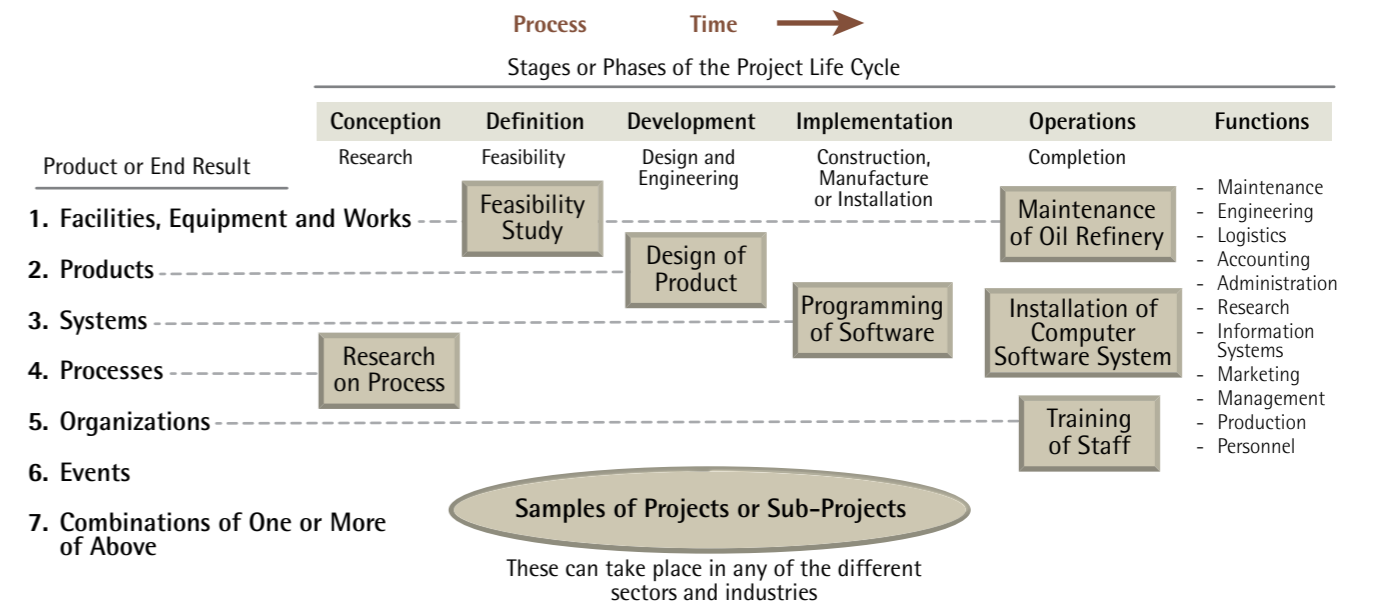 Process Time
Stages or Phases of the Project Life Cycle
Conception Definition Development Implementation Operations Functions
Product or End Result
Research
Feasibility
Design and
Engineering
Construction,
Manufacture
or Installation
Completion
1. Facilities, Equipment and Works
Feasibility
Study
Maintenance
of Oil Refinery
2. Products
Design of
Product
3. Systems
Programming
of Software
Installation of
Computer
Software System
4. Processes
Research
on Process
5. Organizations
Training
of Staff
6. Events
7. Combinations of One or More
of Above
- Maintenance
- Engineering
- Logistics
- Accounting
- Administration
- Research
- Information
Systems
- Marketing
- Management
- Production
- Personnel
Samples of Projects or Sub-Projects
These can take place in any of the different
sectors and industries